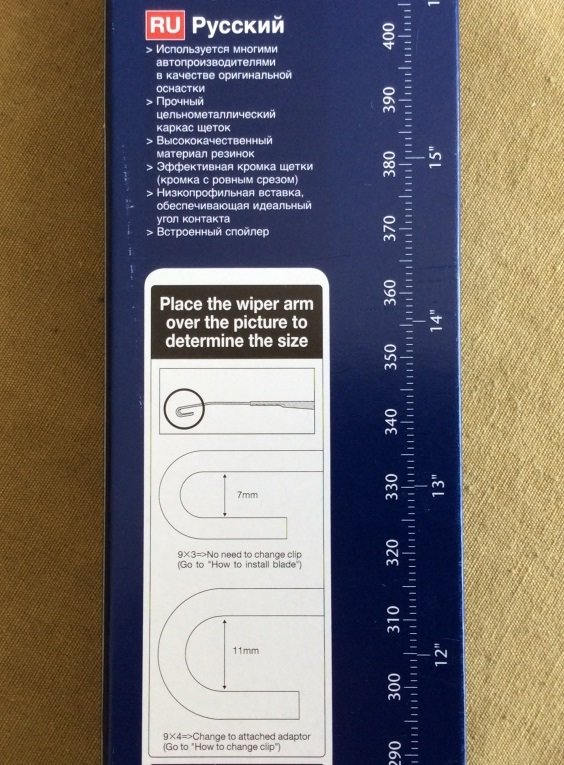 RU Русский
> Используется многими
автопроизводителями
в качестве оригинальной
оснастки
> Прочный
цельнометаллический
каркас щеток
> Высококачественный
материал резинок
> Эффективная кромка щетки
(кромка с ровным срезом)
> Низкопрофильная вставка,
обеспечивающая идеальный
угол контакта
> Встроенный спойлер
Place the wiper arm
over the picture to
determine the size
7mm
9×3=>No need to change clip
(Go to "How to install blade")
11mm
9×4=>Change to attached adaptor
(Go to "How to change clip")
400
390
380
15"
370
360
14"
350
340
330
13"
320
310
12"
300
290